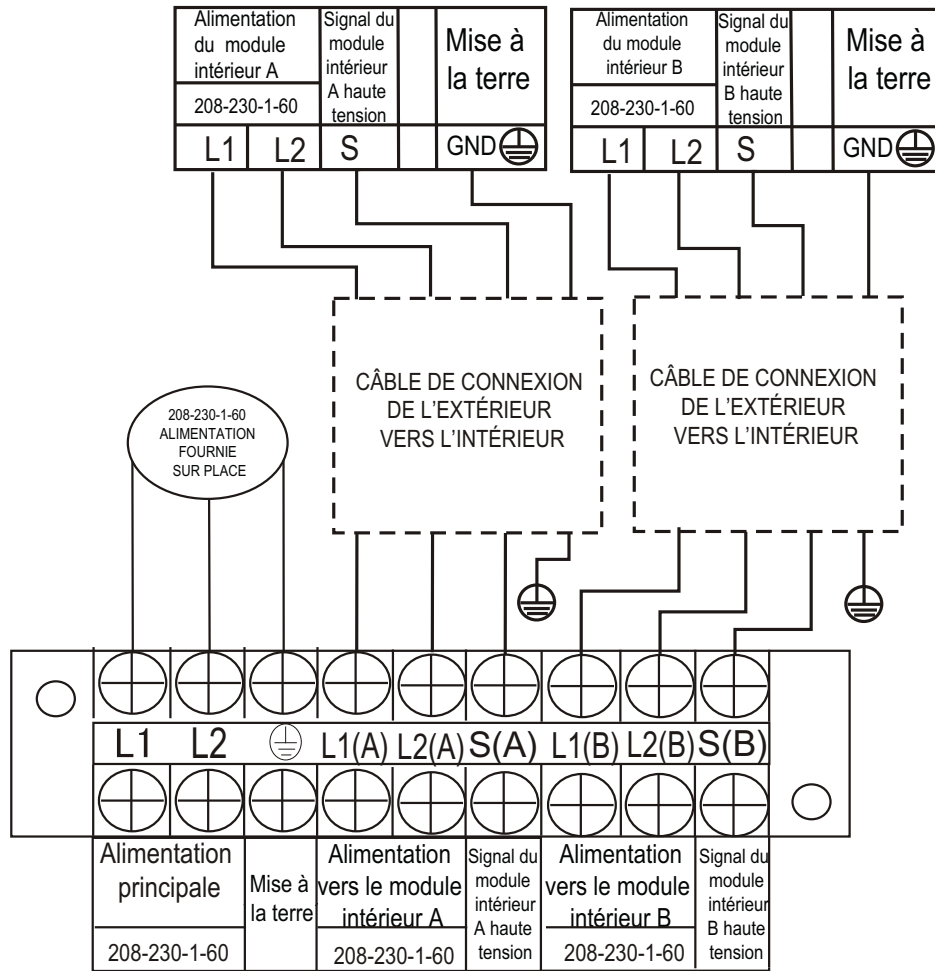 Alimentation
du module
intérieur A
208-230-1-60
Signal du
module
intérieur
A haute
tension
Mise à
la terre
L1 L2 S GND
Alimentation
du module
intérieur B
208-230-1-60
Signal du
module
intérieur
B haute
tension
Mise à
la terre
L1 L2 S GND
CÂBLE DE CONNEXION
DE L'EXTÉRIEUR
VERS L'INTÉRIEUR
CÂBLE DE CONNEXION
DE L'EXTÉRIEUR
VERS L'INTÉRIEUR
208-230-1-60
ALIMENTATION
FOURNIE
SUR PLACE
L1 L2 L1(A) L2(A) S(A) L1(B) L2(B) S(B)
Alimentation
principale
208-230-1-60
Mise à
la terre
Alimentation
vers le module
intérieur A
208-230-1-60
Signal du
module
intérieur
A haute
tension
Alimentation
vers le module
intérieur B
208-230-1-60
Signal du
module
intérieur
B haute
tension